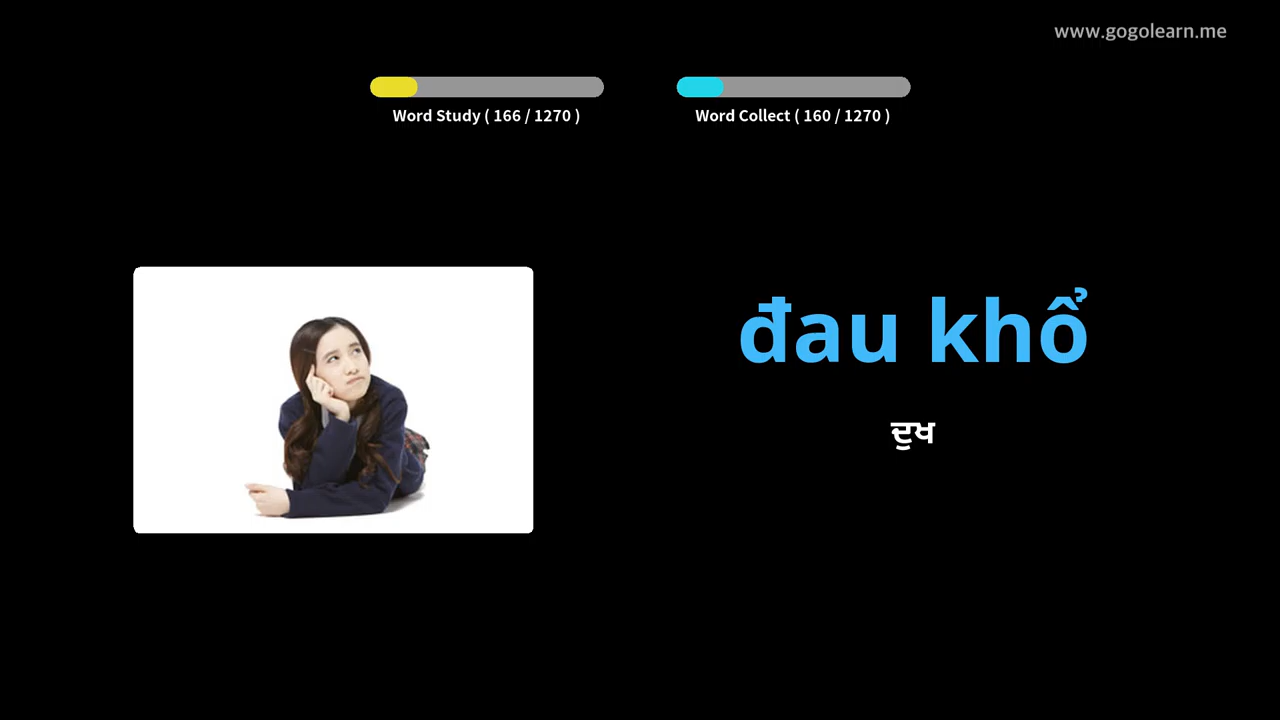 www.gogolearn.me
Word Study ( 166 / 1270 )
Word Collect ( 160 / 1270 )
đau khổ
ਦੁਖ